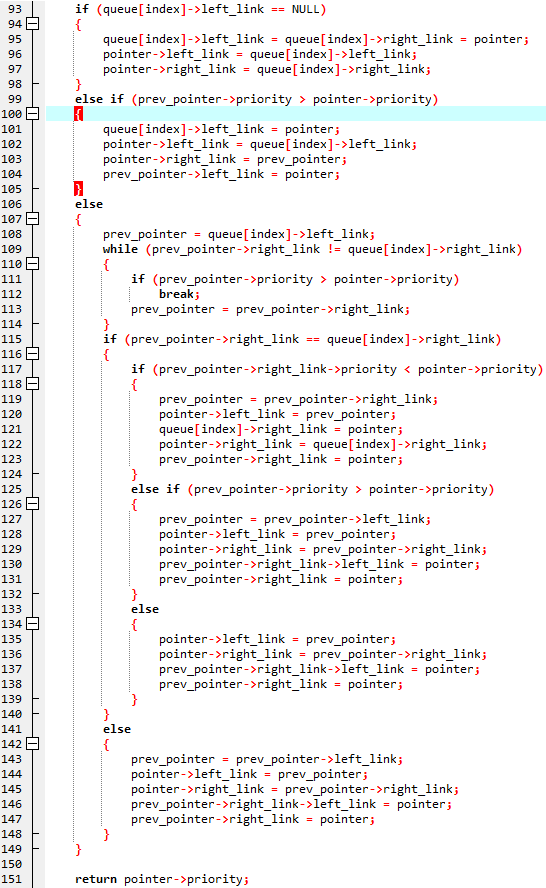 93 if (queue[index]->left_link == NULL)
94 {
95 queue[index]->left_link = queue[index]->right_link = pointer;
96 pointer->left_link = queue[index]->left_link;
97 pointer->right_link = queue[index]->right_link;
98 }
99 else if (prev_pointer->priority > pointer->priority)
100 {
101 queue[index]->left_link = pointer;
102 pointer->left_link = queue[index]->left_link;
103 pointer->right_link = prev_pointer;
104 prev_pointer->left_link = pointer;
105 }
106 else
107 {
108 prev_pointer = queue[index]->left_link;
109 while (prev_pointer->right_link != queue[index]->right_link)
110 {
111 if (prev_pointer->priority > pointer->priority)
112 break;
113 prev_pointer = prev_pointer->right_link;
114 }
115 if (prev_pointer->right_link == queue[index]->right_link)
116 {
117 if (prev_pointer->right_link->priority < pointer->priority)
118 {
119 prev_pointer = prev_pointer->right_link;
120 pointer->left_link = prev_pointer;
121 queue[index]->right_link = pointer;
122 pointer->right_link = queue[index]->right_link;
123 prev_pointer->right_link = pointer;
124 }
125 else if (prev_pointer->priority > pointer->priority)
126 {
127 prev_pointer = prev_pointer->left_link;
128 pointer->left_link = prev_pointer;
129 pointer->right_link = prev_pointer->right_link;
130 prev_pointer->right_link->left_link = pointer;
131 prev_pointer->right_link = pointer;
132 }
133 else
134 {
135 pointer->left_link = prev_pointer;
136 pointer->right_link = prev_pointer->right_link;
137 prev_pointer->right_link->left_link = pointer;
138 prev_pointer->right_link = pointer;
139 }
140 }
141 else
142 {
143 prev_pointer = prev_pointer->left_link;
144 pointer->left_link = prev_pointer;
145 pointer->right_link = prev_pointer->right_link;
146 prev_pointer->right_link->left_link = pointer;
147 prev_pointer->right_link = pointer;
148 }
149 }
150
151 return pointer->priority;